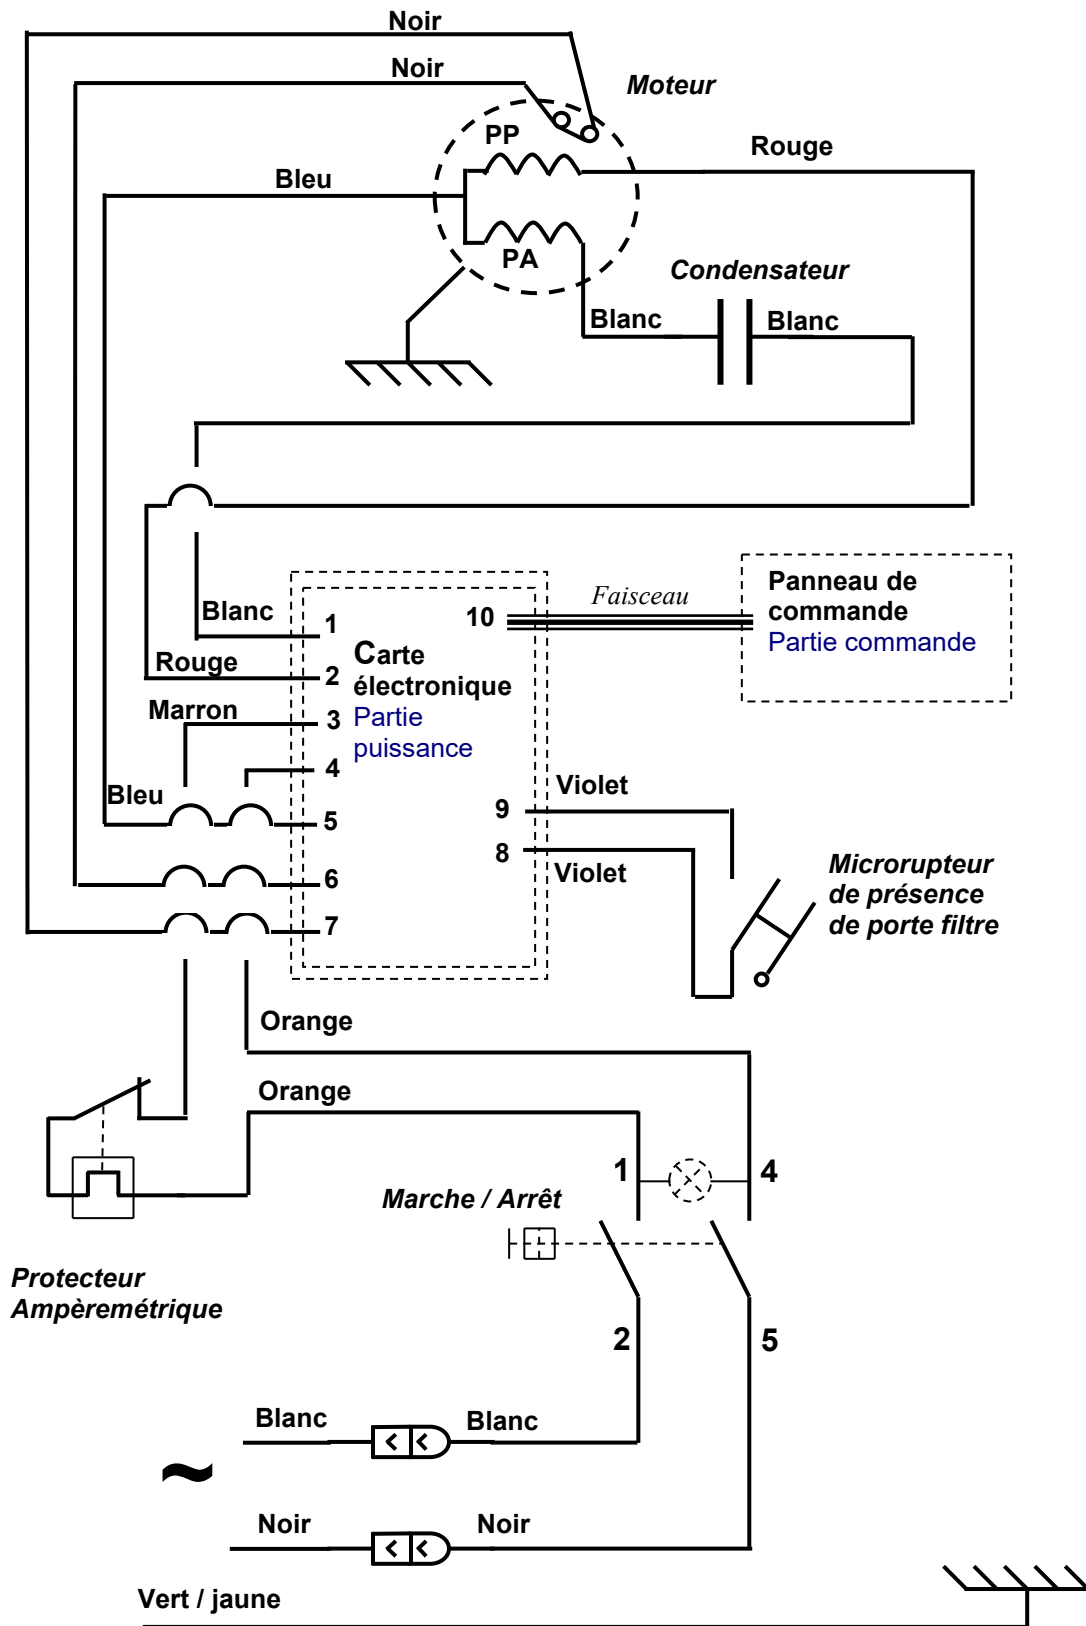 Noir
Noir
Moteur
PP
Rouge
Bleu
PA
Condensateur
Blanc
Blanc
Faisceau
Panneau de
commande
Partie commande
Blanc
1
10
Carte
électronique
Partie
puissance
Rouge
2
Marron
3
4
Bleu
5
9
Violet
8
Violet
6
7
Microrupteur
de présence
de porte filtre
Orange
Orange
1
4
Marche / Arrêt
Protecteur
Ampèremétrique
2
5
Blanc
Blanc
~
Noir
Noir
Vert / jaune